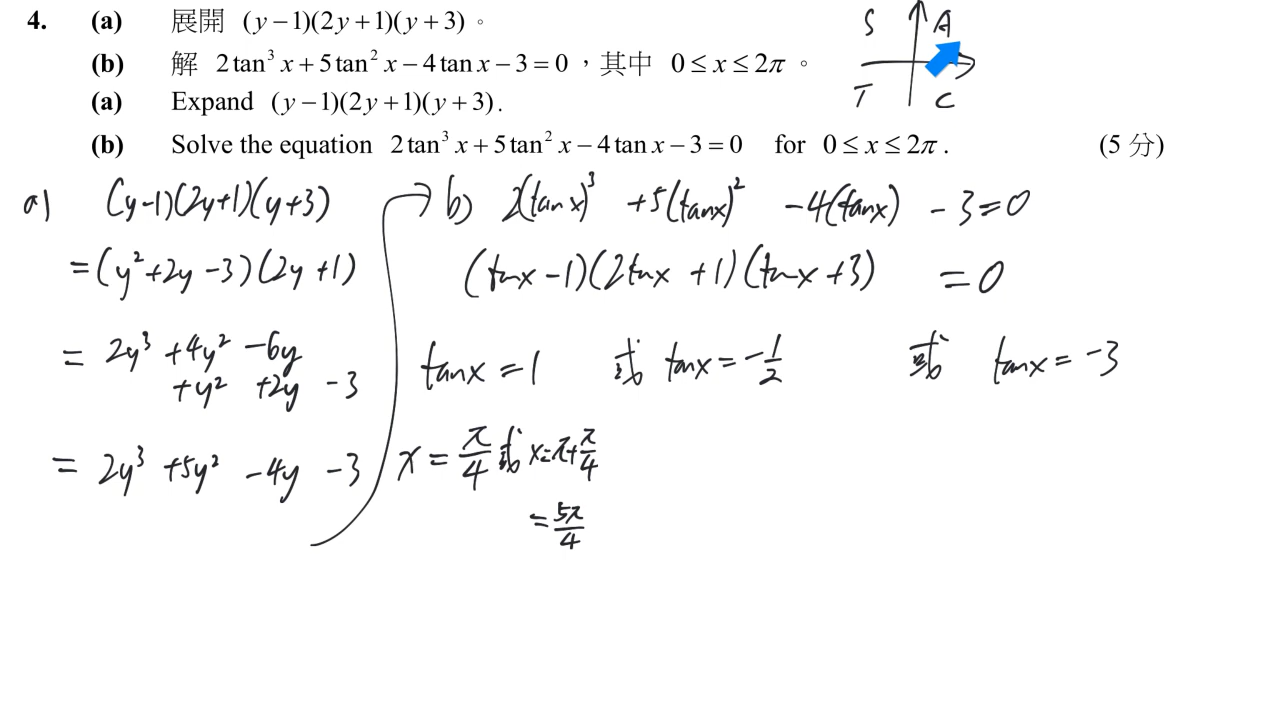 4. (a) 展開 (y−1)(2y+1)(y+3)。
(b) 解 2tan³x+5tan²x−4tanx−3=0，其中 0≤x≤2π。
(a) Expand (y−1)(2y+1)(y+3).
(b) Solve the equation 2tan³x+5tan²x−4tanx−3=0 for 0≤x≤2π. (5 分)
S A
T C
a) (y-1)(2y+1)(y+3)
=(y²+2y-3)(2y+1)
= 2y³ +4y² -6y
+y² +2y -3
= 2y³ +5y² -4y -3
b) 2(tanx)³ +5(tanx)² -4(tanx) -3=0
(tanx-1)(2tanx+1)(tanx+3) =0
tanx=1 或 tanx=-1/2 或 tanx=-3
x=π/4 或 x=π+π/4
=5π/4